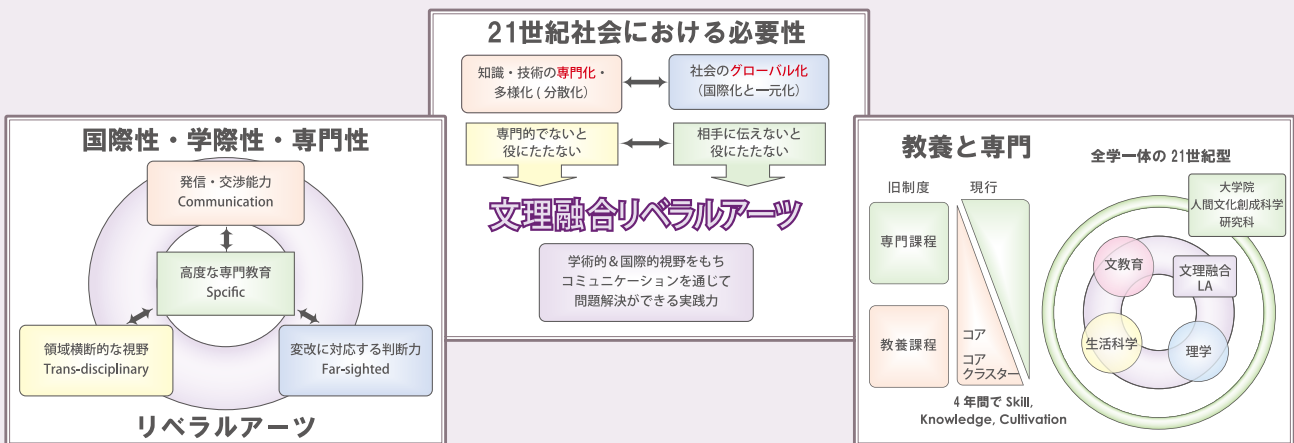 国際性・学際性・専門性
発信・交渉能力
Communication
高度な専門教育
Spcific
領域横断的な視野
Trans-disciplinary
変改に対応する判断力
Far-sighted
リベラルアーツ
21世紀社会における必要性
知識・技術の専門化・
多様化(分散化)
社会のグローバル化
(国際化と一元化)
専門的でないと
役にたたない
相手に伝えないと
役にたたない
文理融合リベラルアーツ
学術的&国際的視野をもち
コミュニケーションを通じて
問題解決ができる実践力
教養と専門
旧制度
現行
専門課程
教養課程
コア
コア
クラスター
4年間で Skill,
Knowledge, Cultivation
全学一体の 21世紀型
大学院
人間文化創成科学
研究科
文教育
文理融合
LA
生活科学
理学